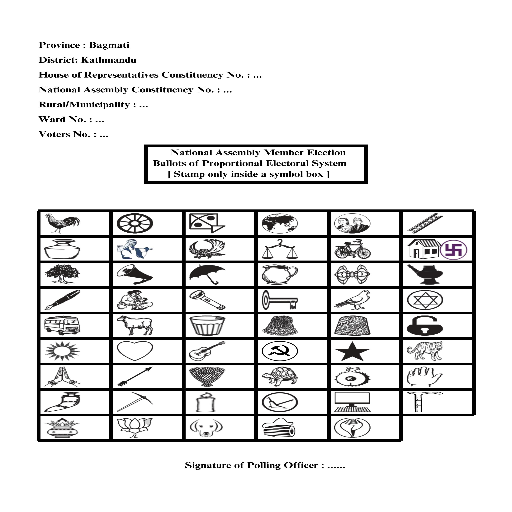 Province : Bagmati
District: Kathmandu
House of Representatives Constituency No. : ...
National Assembly Constituency No. : ...
Rural/Municipality : ...
Ward No. : ...
Voters No. : ...
National Assembly Member Election
Ballots of Proportional Electoral System
[ Stamp only inside a symbol box ]
Signature of Polling Officer : ......